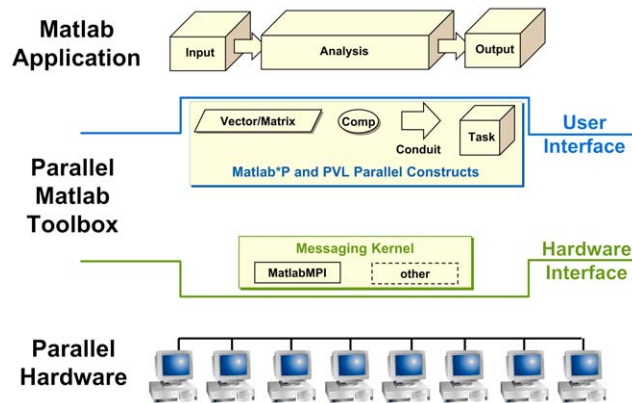 Matlab
Application
Input
Analysis
Output
Vector/Matrix
Comp
Conduit
Task
Matlab*P and PVL Parallel Constructs
User
Interface
Parallel
Matlab
Toolbox
Messaging Kernel
MatlabMPI
other
Hardware
Interface
Parallel
Hardware